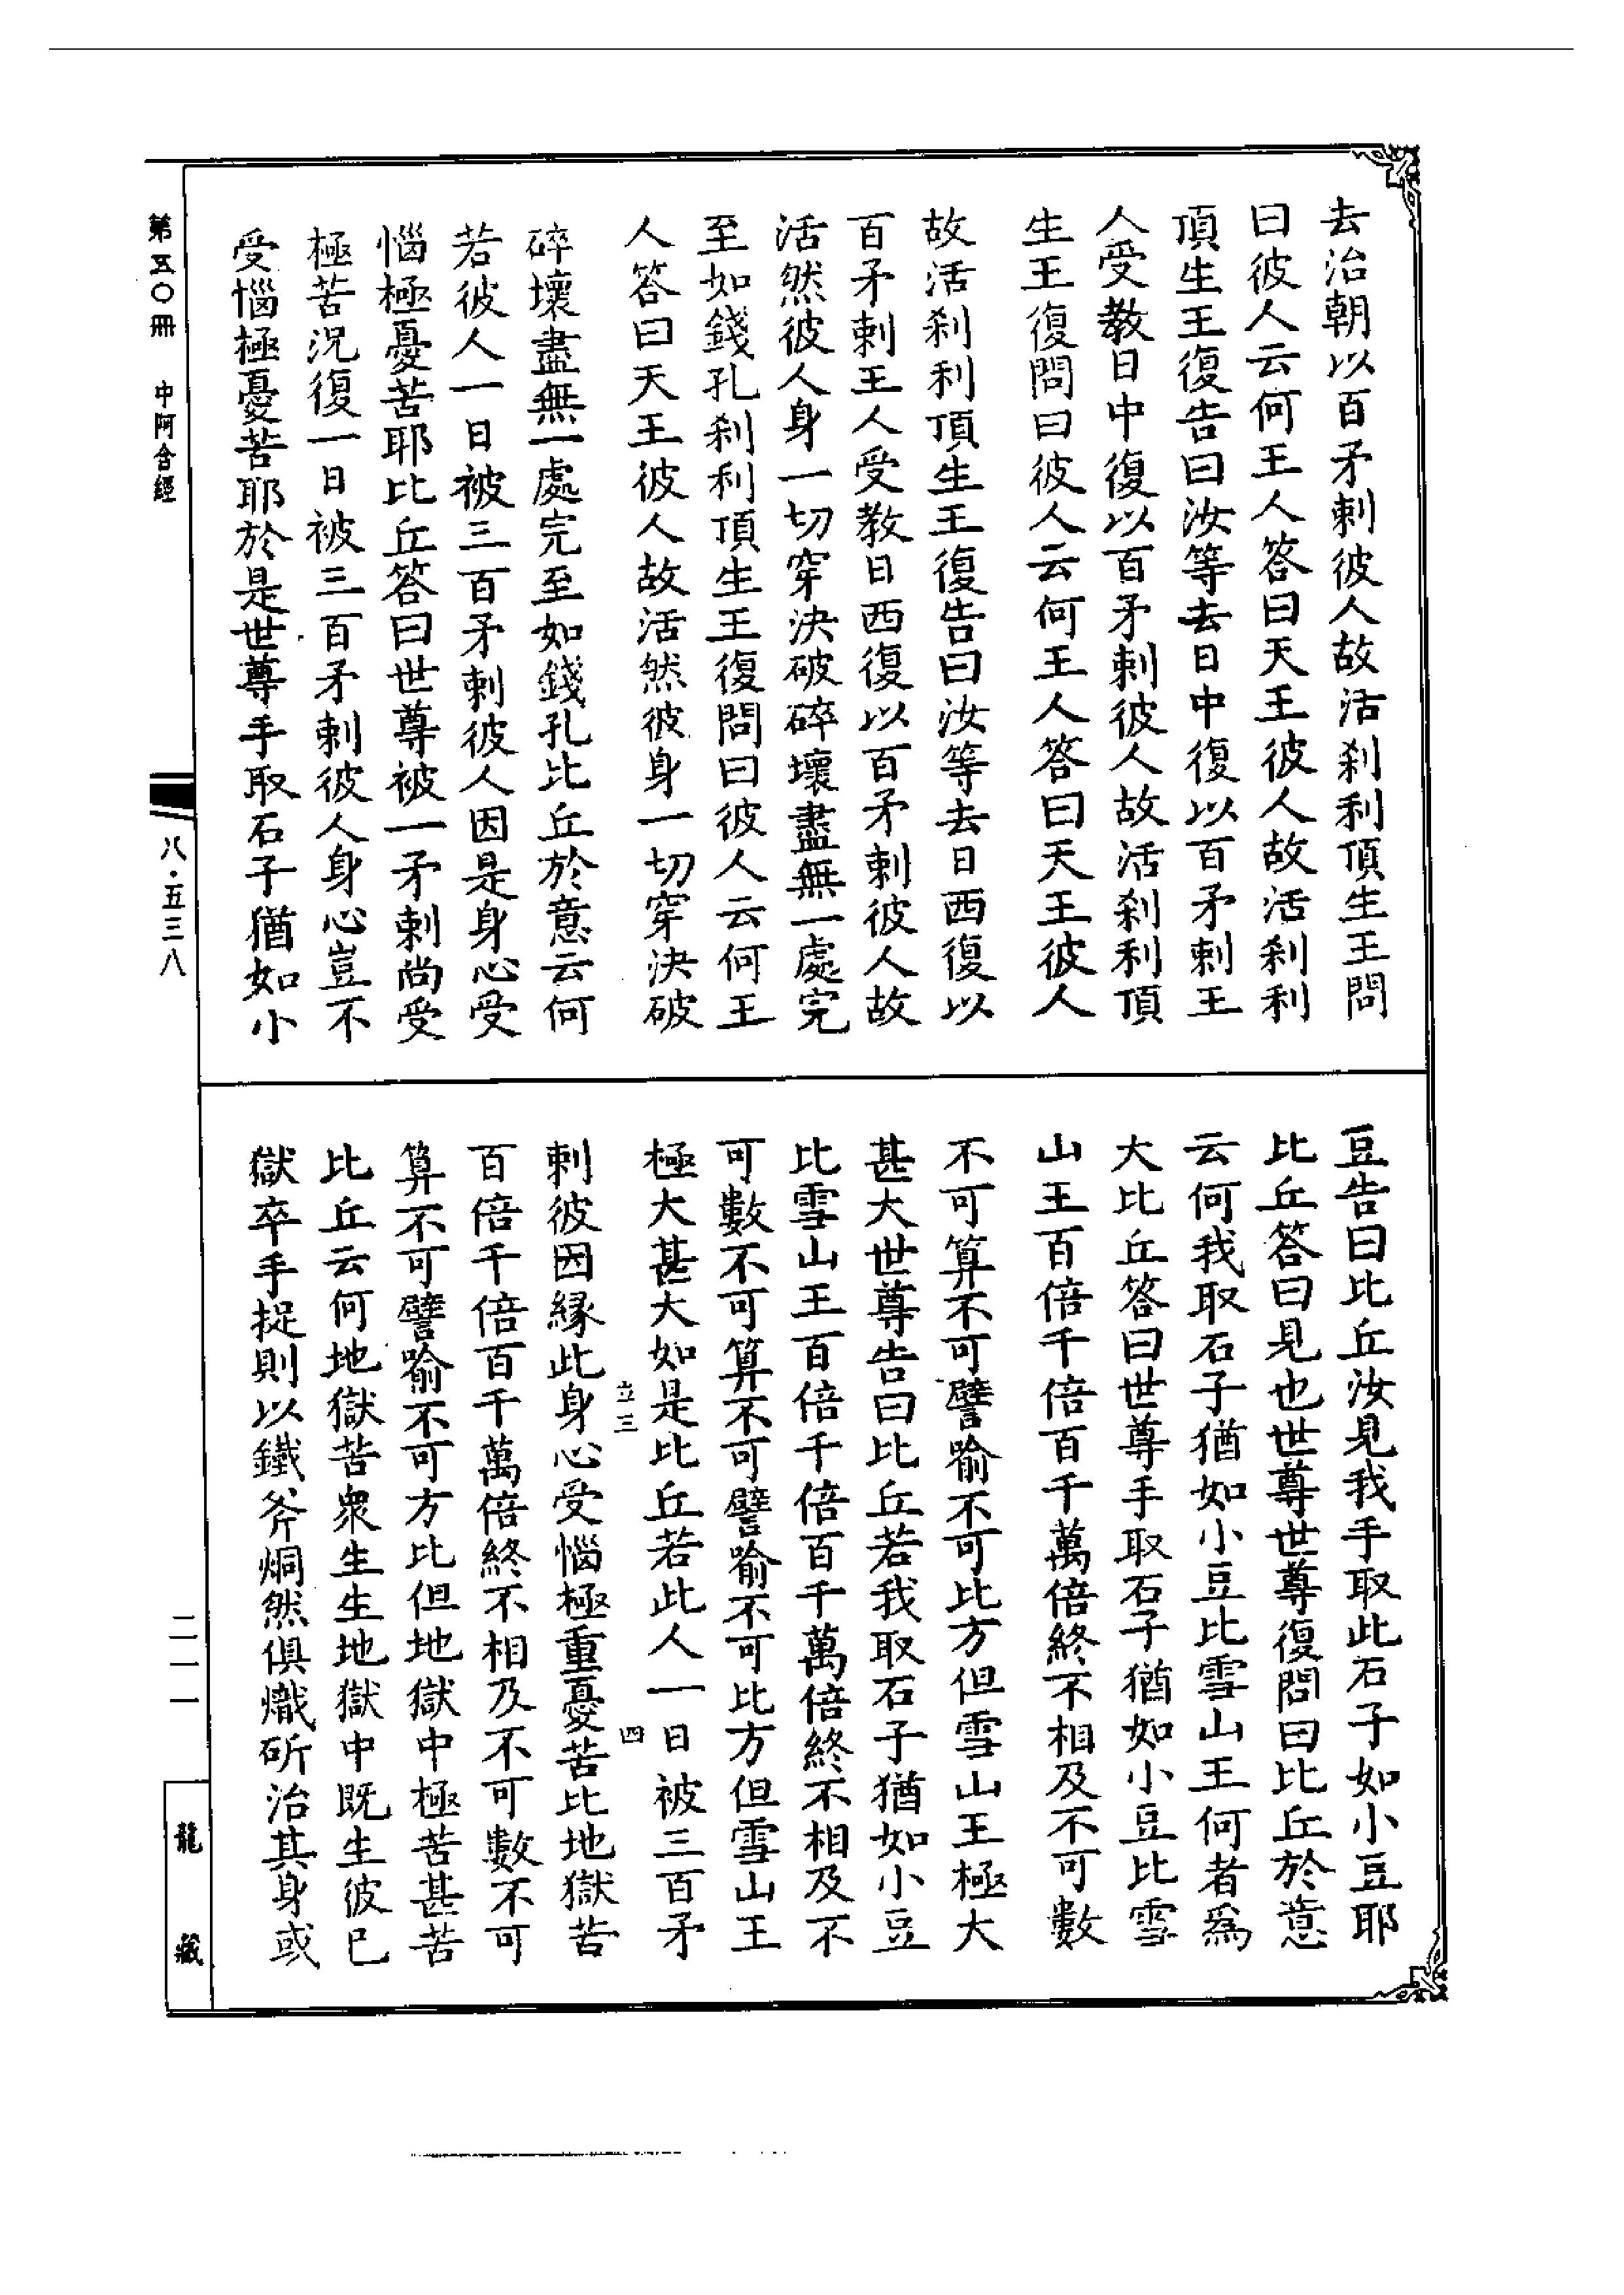 去治朝以百矛刺彼人故活刹利頂生王問
曰彼人云何王人答曰天王彼人故活刹利
頂生王復告曰汝等去日中復以百矛刺王
人受教日中復以百矛刺彼人故活刹利頂
生王復問曰彼人云何王人答曰天王彼人
故活刹利頂生王復告曰汝等去日西復以
百矛刺王人受教日西復以百矛刺彼人故
活然彼人身一切穿決破碎壞盡無一處完
至如錢孔刹利頂生王復問曰彼人云何王
人答曰天王彼人故活然彼身一切穿決破
碎壞盡無一處完至如錢孔比丘於意云何
若彼人一日被三百矛刺彼人因是身心受
惱極憂苦耶比丘答曰世尊被一矛刺尚受
極苦況復一日被三百矛刺彼人身心豈不
受惱極憂苦耶於是世尊手取石子猶如小
豆告曰比丘汝見我手取此石子如小豆耶
比丘答曰見也世尊世尊復問曰比丘於意
云何我取石子猶如小豆比雪山王何者爲
大比丘答曰世尊手取石子猶如小豆比雪
山王百倍千倍百千萬倍終不相及不可數
不可算不可譬喻不可比方但雪山王極大
甚大世尊告曰比丘若我取石子猶如小豆
比雪山王百倍千倍百千萬倍終不相及不
可數不可算不可譬喻不可比方但雪山王
極大甚大如是比丘若此人一日被三百矛
立三 四
刺彼因縁此身心受惱極重憂苦比地獄苦
百倍千倍百千萬倍終不相及不可數不可
算不可譬喻不可方比但地獄中極苦甚苦
比丘云何地獄苦衆生生地獄中既生彼已
獄卒手捉則以鐵斧烔然俱熾斫治其身或
第五〇冊 中阿含經
八·五三八
二一一
龍藏